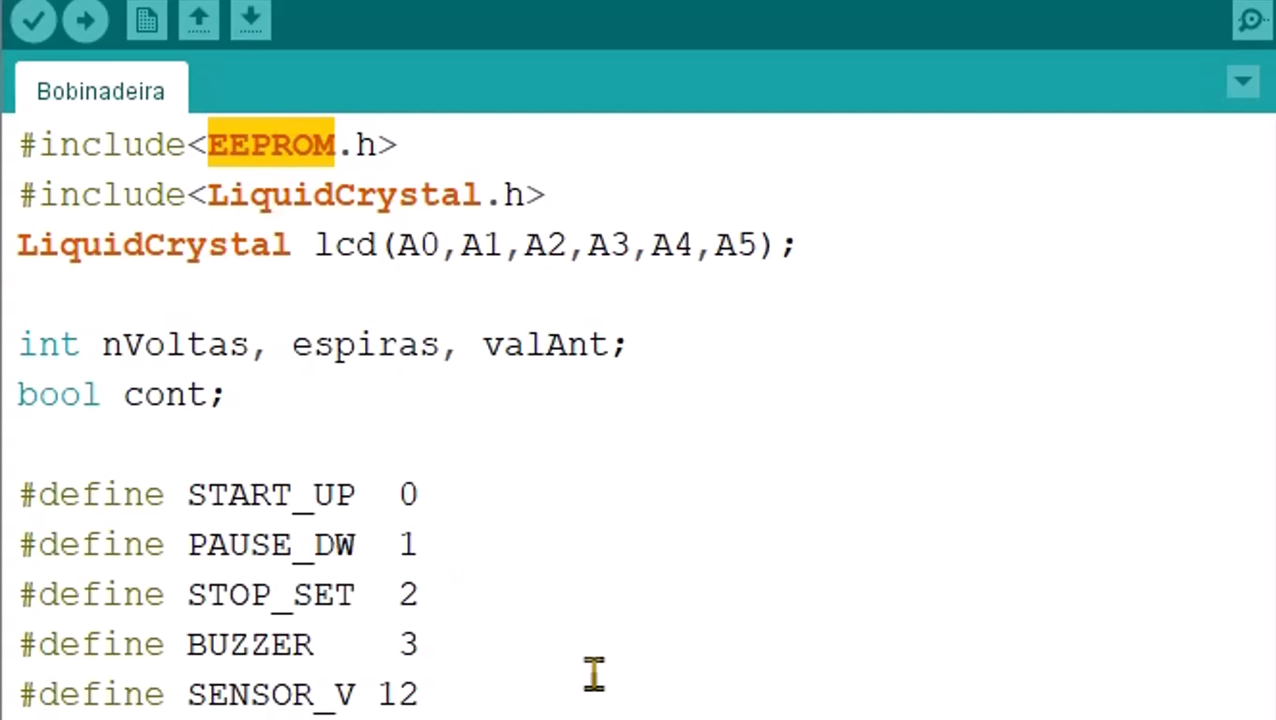 Bobinadeira
#include<EEPROM.h>
#include<LiquidCrystal.h>
LiquidCrystal lcd(A0,A1,A2,A3,A4,A5);
int nVoltas, espiras, valAnt;
bool cont;
#define START_UP  0
#define PAUSE_DW  1
#define STOP_SET  2
#define BUZZER    3
#define SENSOR_V 12